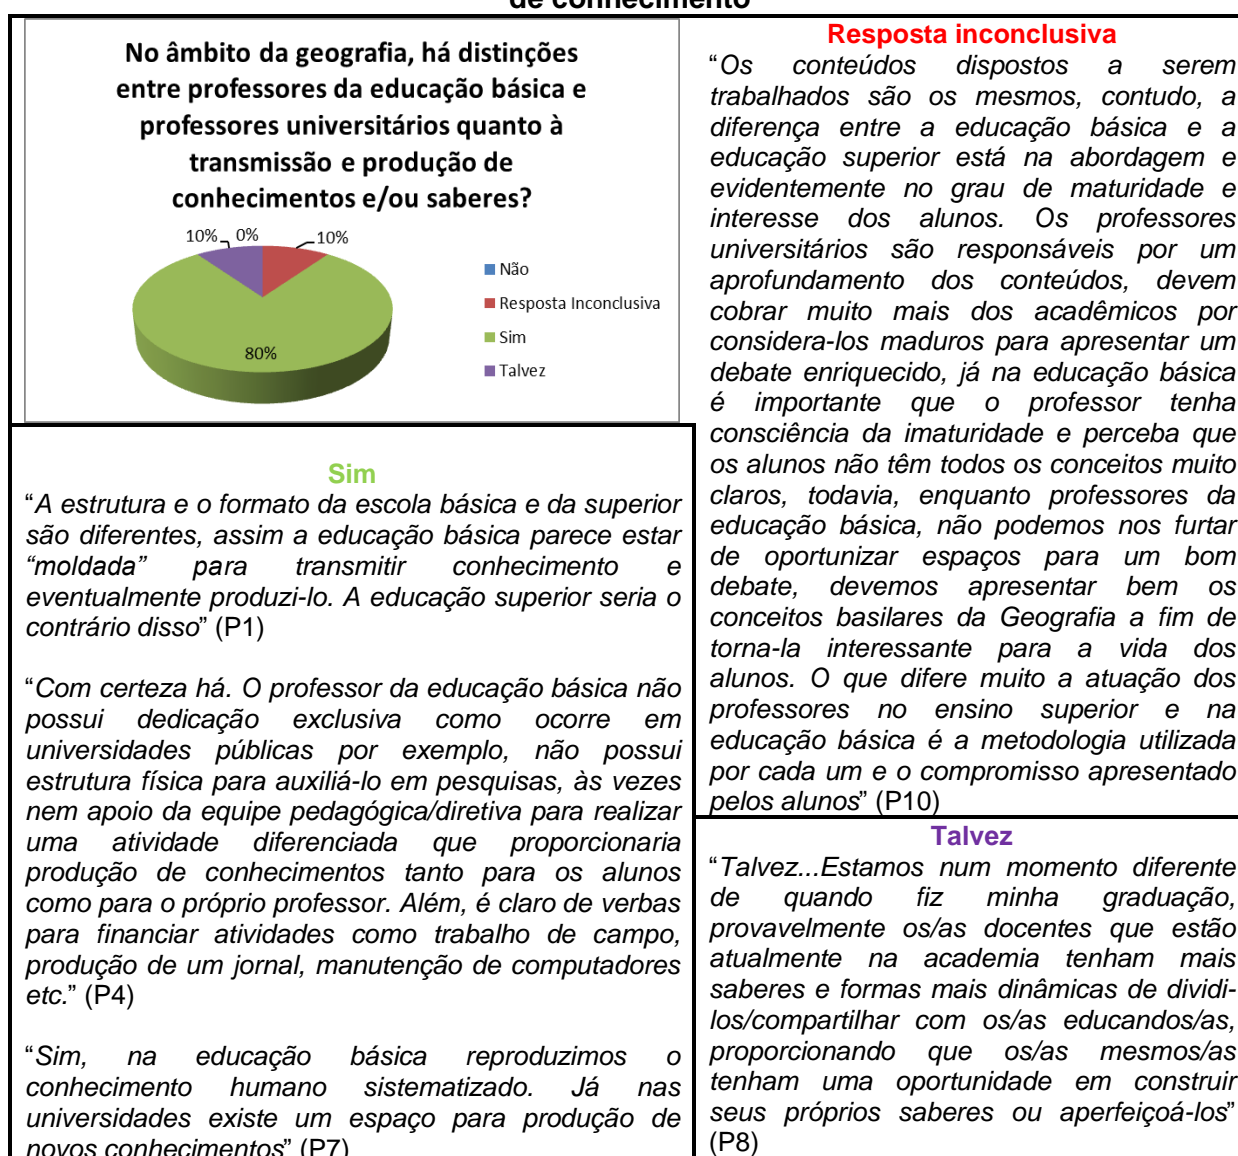 de conhecimento
No âmbito da geografia, há distinções
entre professores da educação básica e
professores universitários quanto à
transmissão e produção de
conhecimentos e/ou saberes?
10% 0% 10%
80%
Não
Resposta Inconclusiva
Sim
Talvez
Sim
“A estrutura e o formato da escola básica e da superior
são diferentes, assim a educação básica parece estar
“moldada” para transmitir conhecimento e
eventualmente produzi-lo. A educação superior seria o
contrário disso” (P1)
“Com certeza há. O professor da educação básica não
possui dedicação exclusiva como ocorre em
universidades públicas por exemplo, não possui
estrutura física para auxiliá-lo em pesquisas, às vezes
nem apoio da equipe pedagógica/diretiva para realizar
uma atividade diferenciada que proporcionaria
produção de conhecimentos tanto para os alunos
como para o próprio professor. Além, é claro de verbas
para financiar atividades como trabalho de campo,
produção de um jornal, manutenção de computadores
etc.” (P4)
“Sim, na educação básica reproduzimos o
conhecimento humano sistematizado. Já nas
universidades existe um espaço para produção de
novos conhecimentos” (P7)
Resposta inconclusiva
“Os conteúdos dispostos a serem
trabalhados são os mesmos, contudo, a
diferença entre a educação básica e a
educação superior está na abordagem e
evidentemente no grau de maturidade e
interesse dos alunos. Os professores
universitários são responsáveis por um
aprofundamento dos conteúdos, devem
cobrar muito mais dos acadêmicos por
considera-los maduros para apresentar um
debate enriquecido, já na educação básica
é importante que o professor tenha
consciência da imaturidade e perceba que
os alunos não têm todos os conceitos muito
claros, todavia, enquanto professores da
educação básica, não podemos nos furtar
de oportunizar espaços para um bom
debate, devemos apresentar bem os
conceitos basilares da Geografia a fim de
torna-la interessante para a vida dos
alunos. O que difere muito a atuação dos
professores no ensino superior e na
educação básica é a metodologia utilizada
por cada um e o compromisso apresentado
pelos alunos” (P10)
Talvez
“Talvez...Estamos num momento diferente
de quando fiz minha graduação,
provavelmente os/as docentes que estão
atualmente na academia tenham mais
saberes e formas mais dinâmicas de dividi-
los/compartilhar com os/as educandos/as,
proporcionando que os/as mesmos/as
tenham uma oportunidade em construir
seus próprios saberes ou aperfeiçoá-los”
(P8)